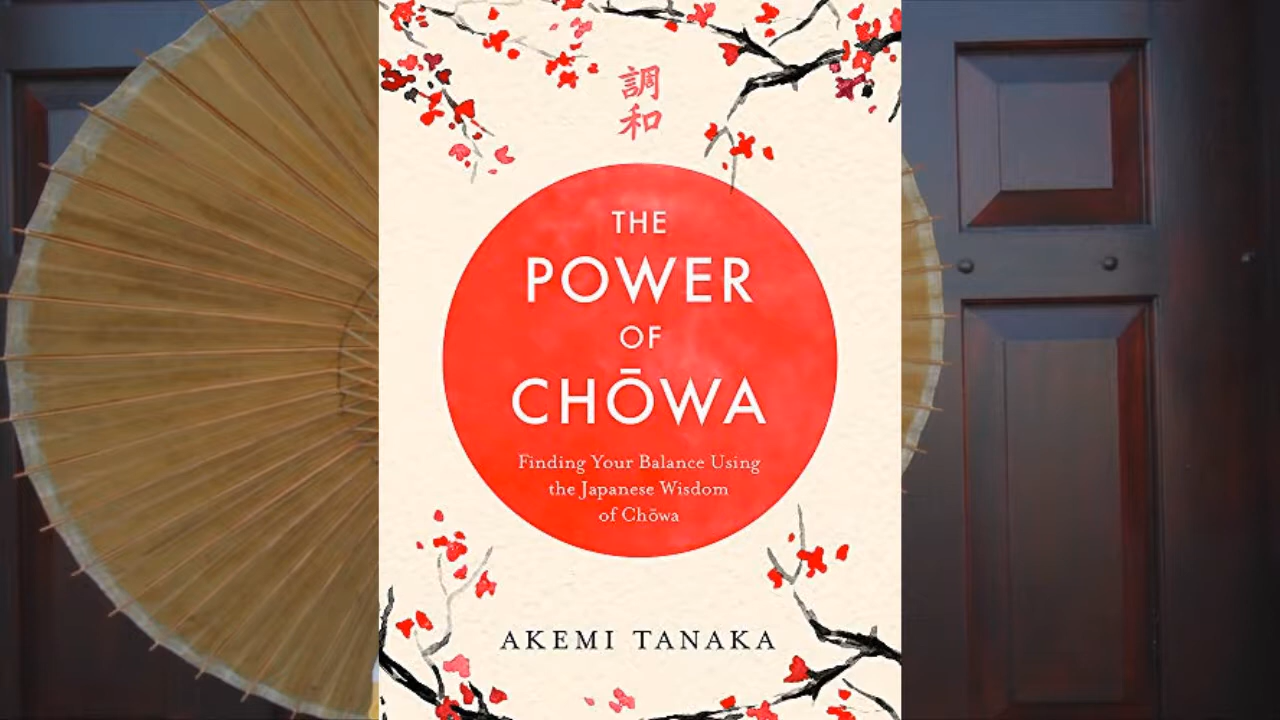 調
和
THE
POWER
OF
CHŌWA
Finding Your Balance Using
the Japanese Wisdom
of Chōwa
AKEMI TANAKA